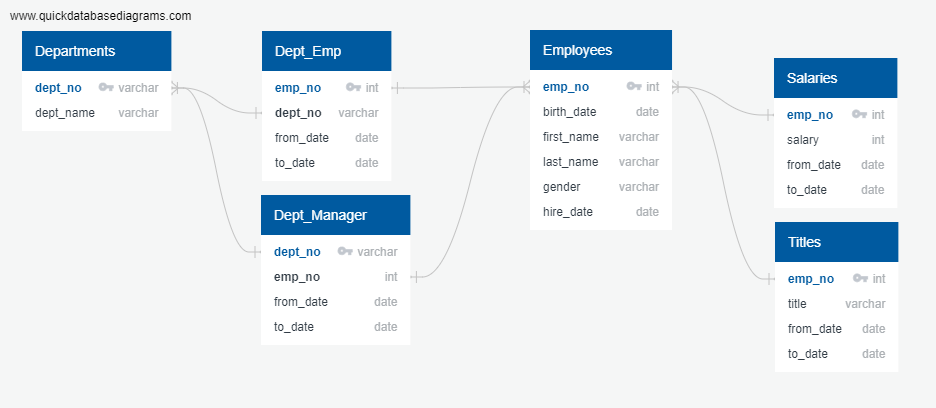 www.quickdatabasediagrams.com
Departments
dept_no varchar
dept_name varchar
Dept_Emp
emp_no int
dept_no varchar
from_date date
to_date date
Dept_Manager
dept_no varchar
emp_no int
from_date date
to_date date
Employees
emp_no int
birth_date date
first_name varchar
last_name varchar
gender varchar
hire_date date
Salaries
emp_no int
salary int
from_date date
to_date date
Titles
emp_no int
title varchar
from_date date
to_date date